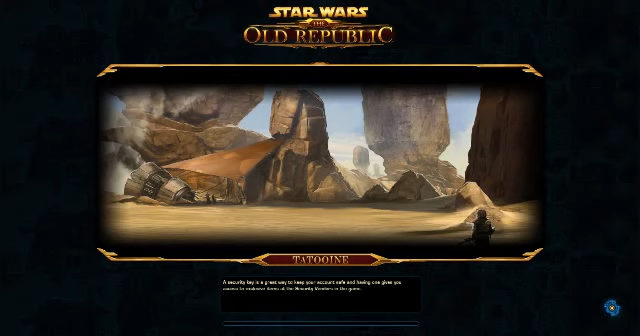 STAR WARS
THE
OLD REPUBLIC
TATOOINE
A security key is a great way to keep your account safe and having one gives you
access to exclusive items at the Security Vendors in the game.